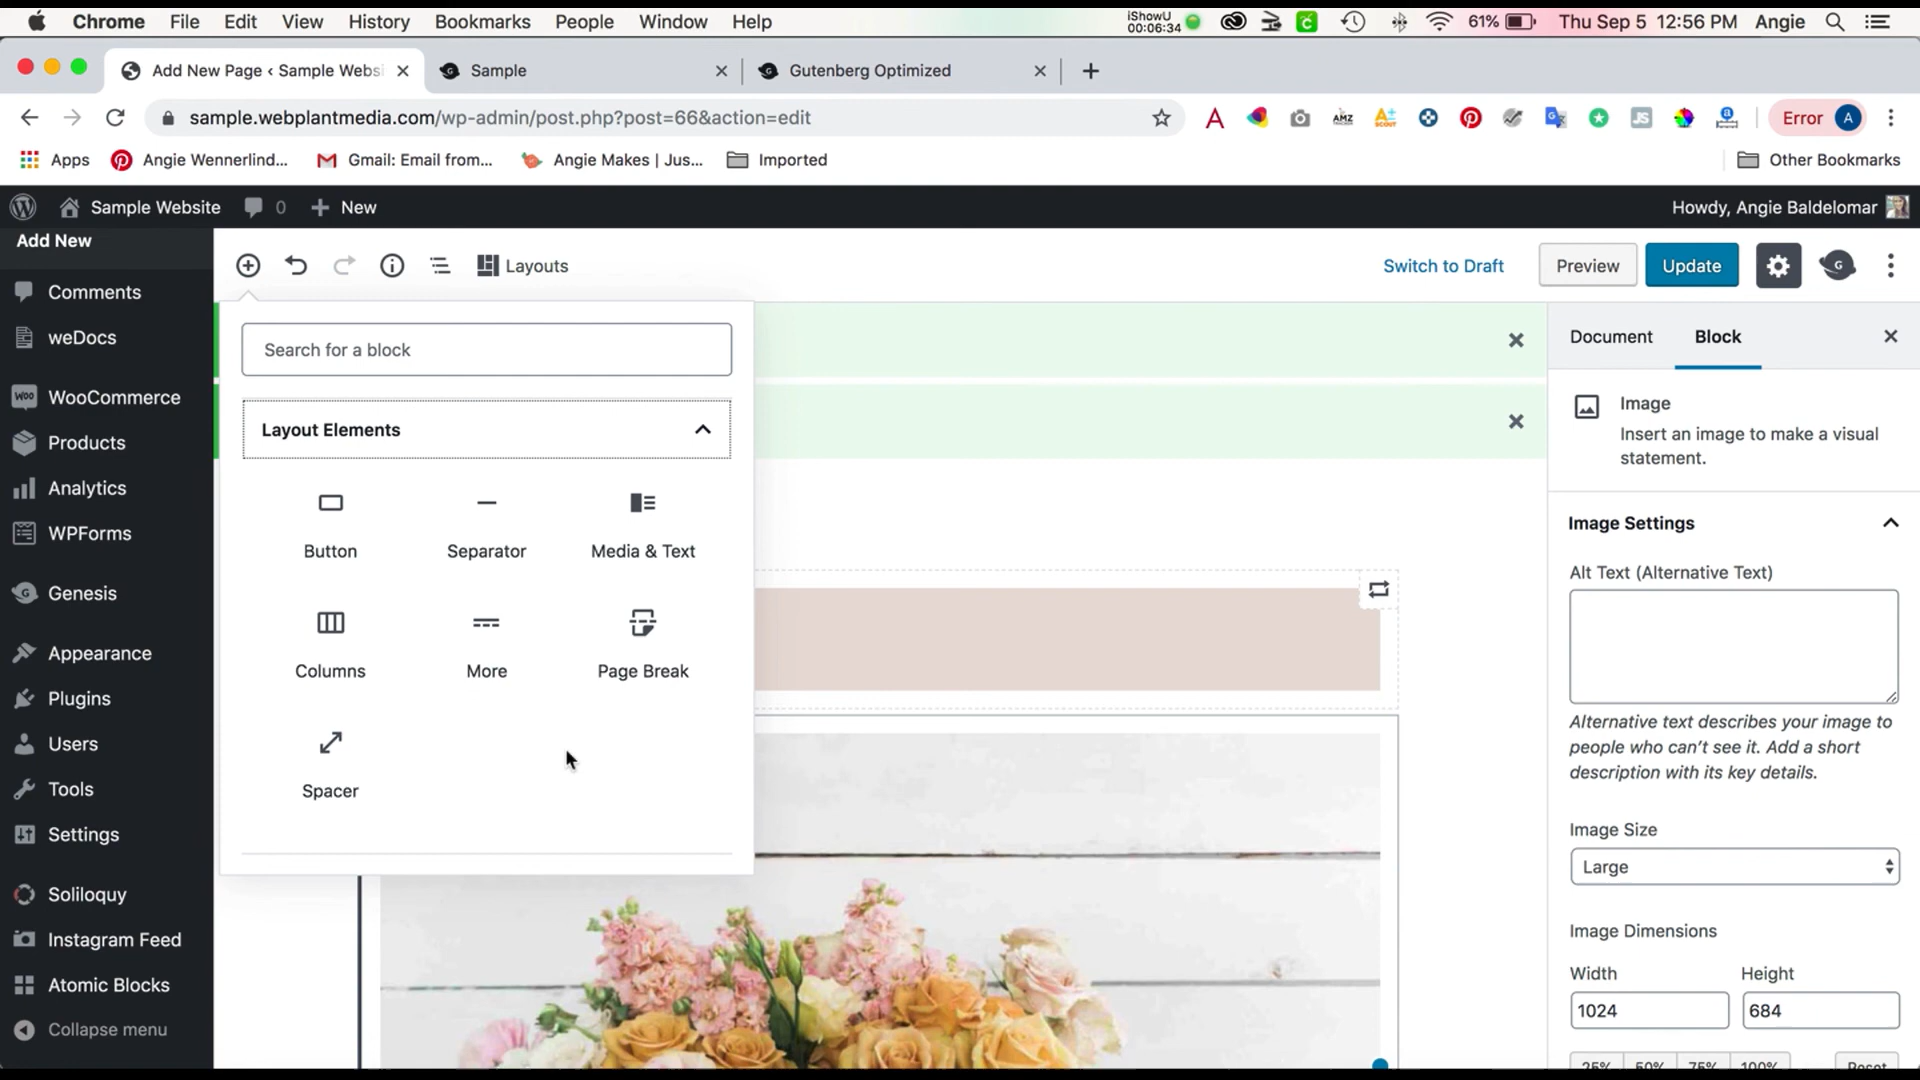 Chrome File Edit View History Bookmarks People Window Help
iShowU
00:06:34
61% Thu Sep 5 12:56 PM Angie
Add New Page ‹ Sample Websi
Sample
Gutenberg Optimized
sample.webplantmedia.com/wp-admin/post.php?post=66&action=edit
Error A
Apps
Angie Wennerlind...
Gmail: Email from...
Angie Makes | Jus...
Imported
Other Bookmarks
Sample Website 0 New
Howdy, Angie Baldelomar
Add New
Comments
weDocs
WooCommerce
Products
Analytics
WPForms
Genesis
Appearance
Plugins
Users
Tools
Settings
Soliloquy
Instagram Feed
Atomic Blocks
Collapse menu
Layouts
Switch to Draft
Preview
Update
Search for a block
Layout Elements
Button Separator Media & Text
Columns More Page Break
Spacer
Document Block
Image
Insert an image to make a visual
statement.
Image Settings
Alt Text (Alternative Text)
Alternative text describes your image to
people who can't see it. Add a short
description with its key details.
Image Size
Large
Image Dimensions
Width Height
1024 684
25% 50% 75% 100% Reset